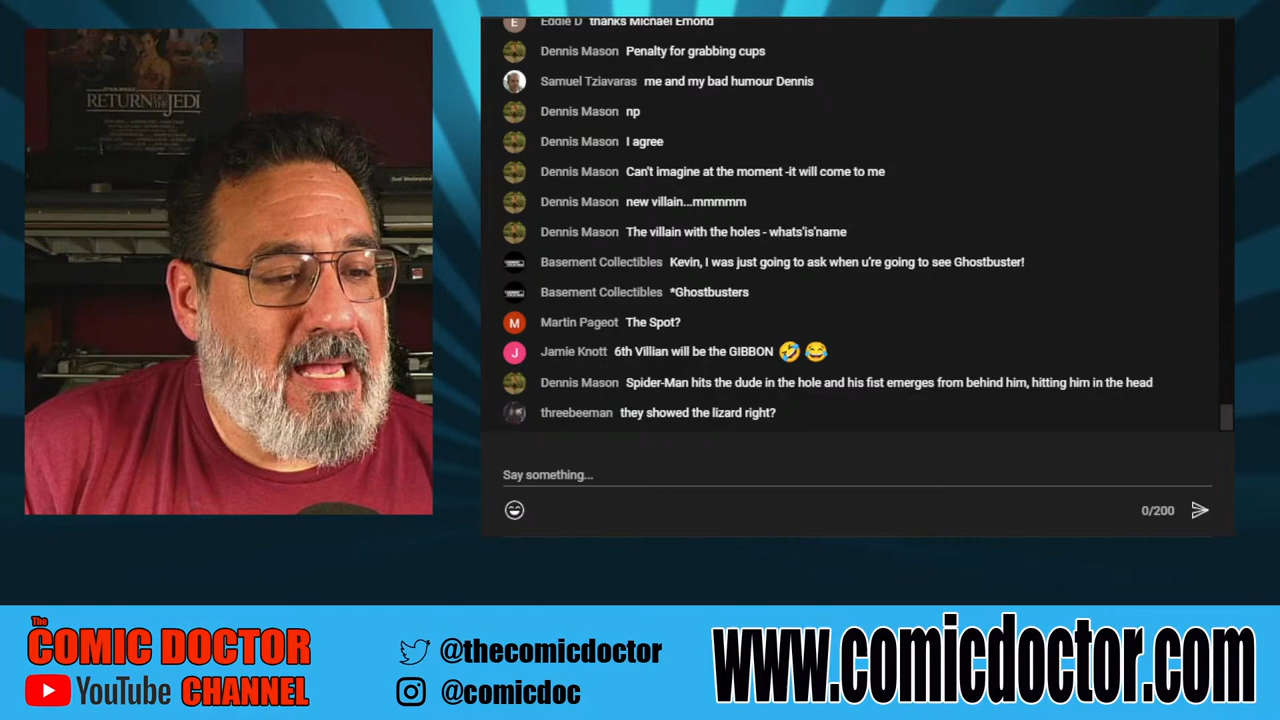 RETURN OF THE JEDI
Eddie D thanks Michael Emond
Dennis Mason Penalty for grabbing cups
Samuel Tziavaras me and my bad humour Dennis
Dennis Mason np
Dennis Mason I agree
Dennis Mason Can't imagine at the moment -it will come to me
Dennis Mason new villain...mmmmm
Dennis Mason The villain with the holes - whats'is'name
Basement Collectibles Kevin, I was just going to ask when u're going to see Ghostbuster!
Basement Collectibles *Ghostbusters
Martin Pageot The Spot?
Jamie Knott 6th Villian will be the GIBBON 🤣 😂
Dennis Mason Spider-Man hits the dude in the hole and his fist emerges from behind him, hitting him in the head
threebeeman they showed the lizard right?
Say something...
0/200
The
COMIC DOCTOR
YouTube CHANNEL
@thecomicdoctor
@comicdoc
www.comicdoctor.com